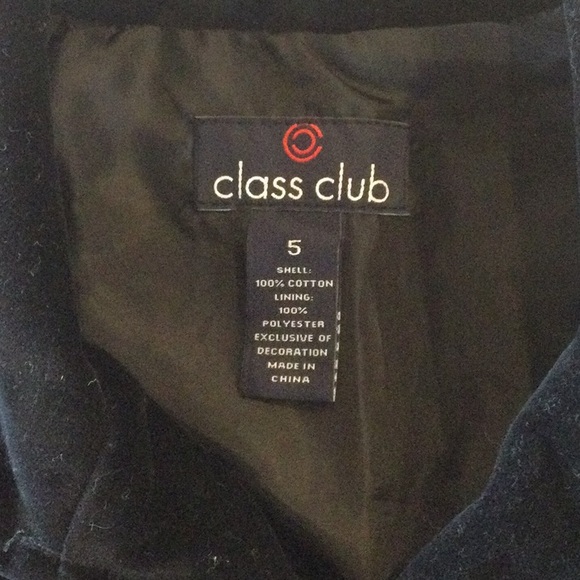 class club
5
SHELL:
100% COTTON
LINING:
100%
POLYESTER
EXCLUSIVE OF
DECORATION
MADE IN
CHINA